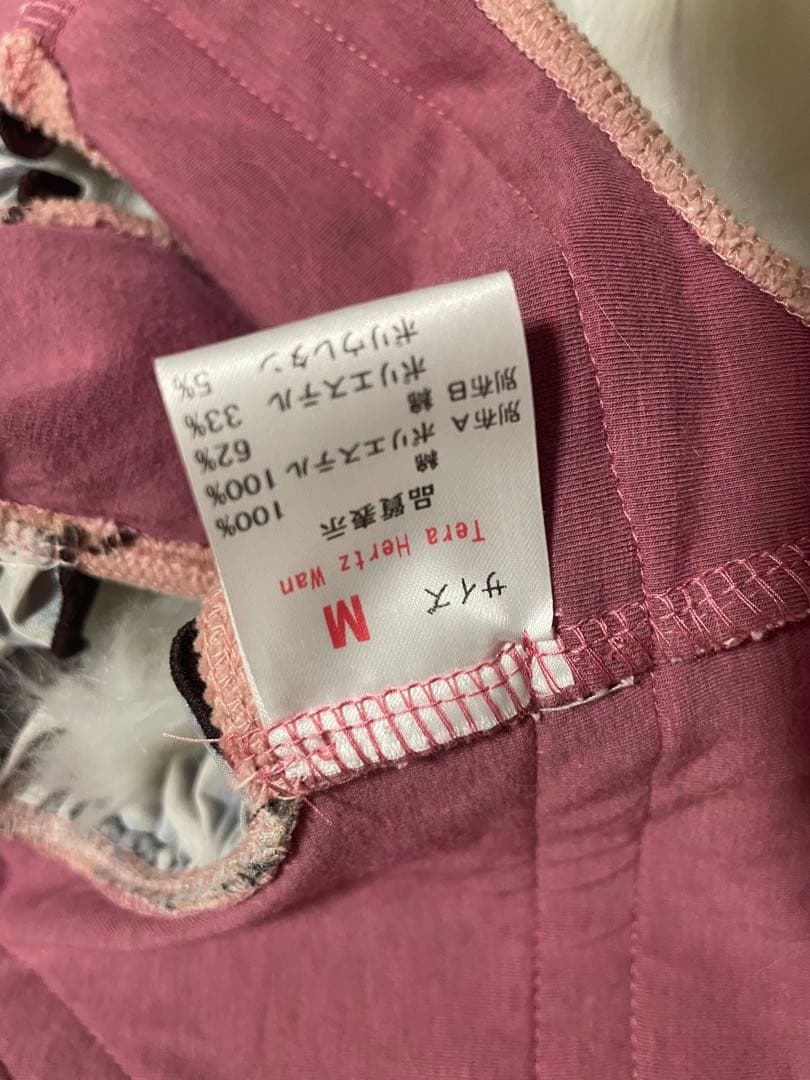 サイズ M
Tera Hertz Wan
品質表示
綿 100%
別布A ポリエステル 100%
別布B 綿 62%
ポリエステル 33%
ポリウレタン 5%